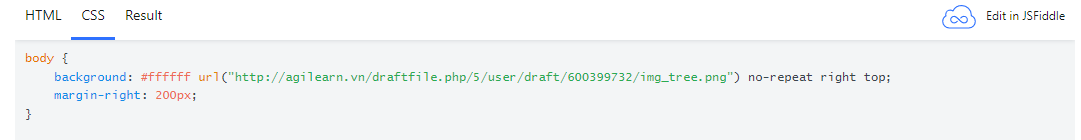 HTML CSS Result Edit in JSFiddle
body {
    background: #ffffff url("http://agilearn.vn/draftfile.php/5/user/draft/600399732/img_tree.png") no-repeat right top;
    margin-right: 200px;
}